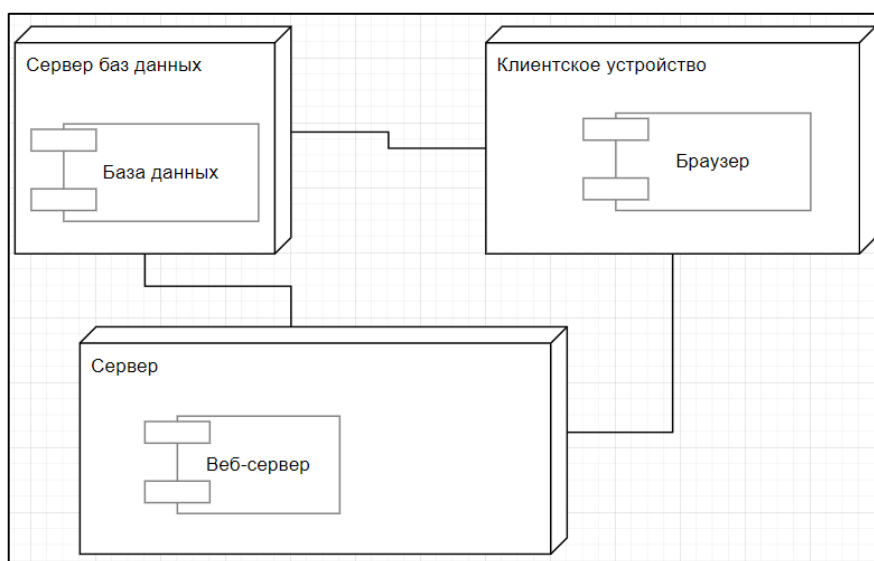 Сервер баз данных
База данных
Клиентское устройство
Браузер
Сервер
Веб-сервер